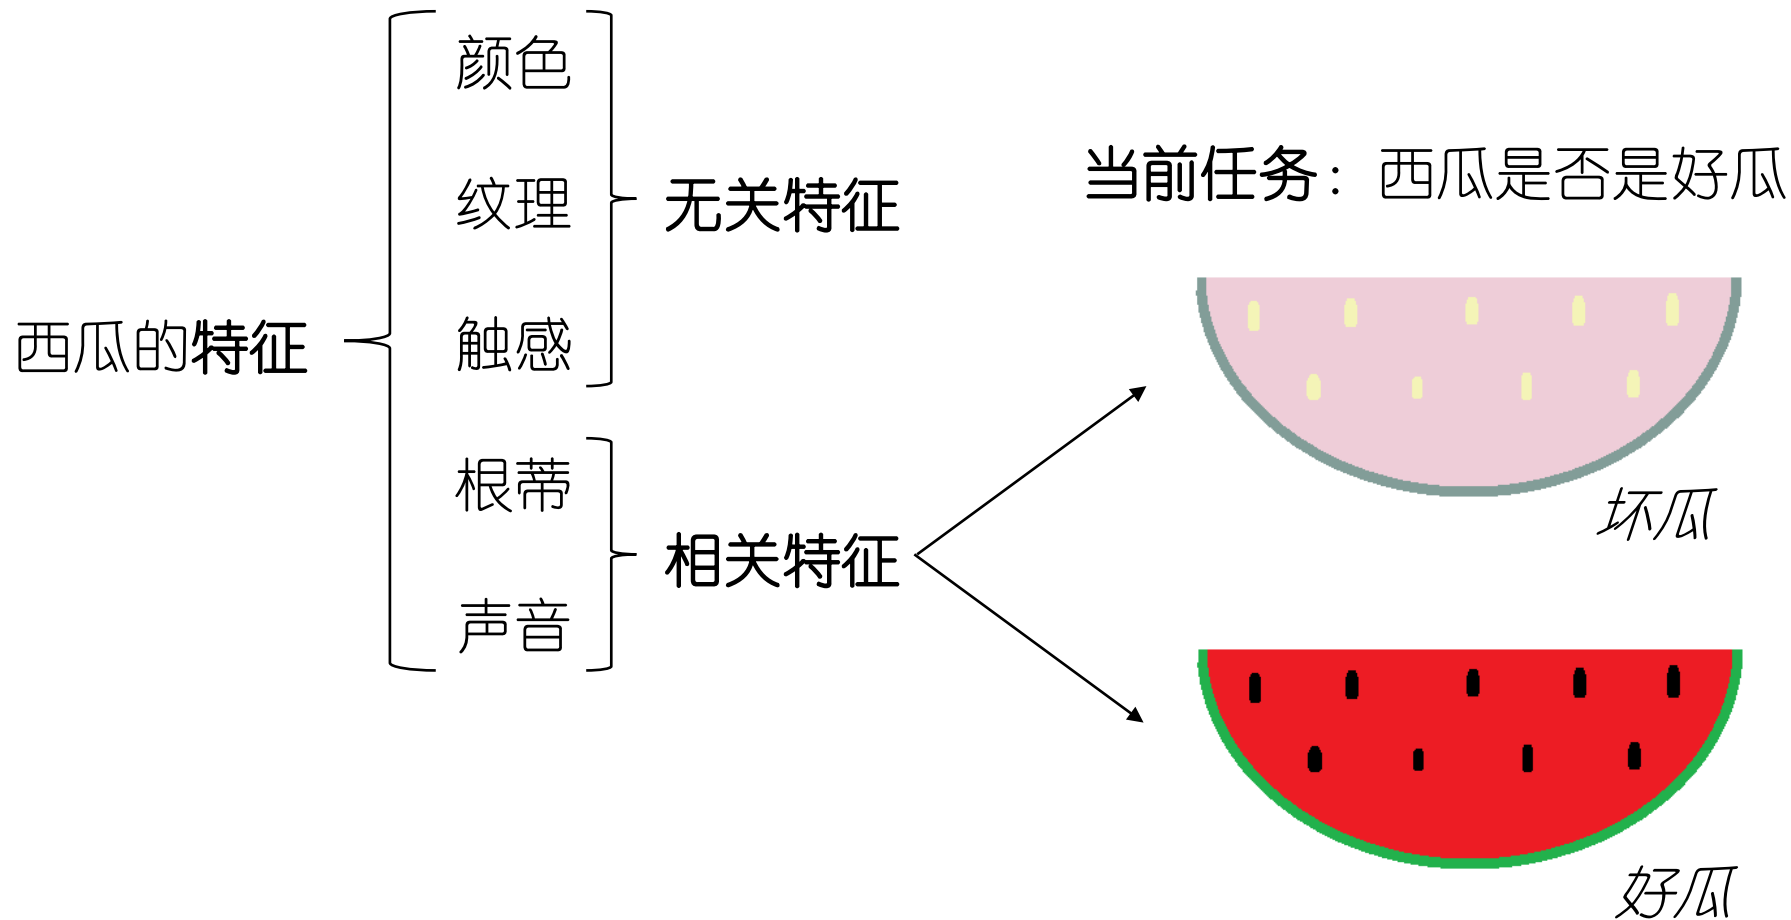 西瓜的特征
颜色
纹理
触感
根蒂
声音
无关特征
相关特征
当前任务：西瓜是否是好瓜
坏瓜
好瓜